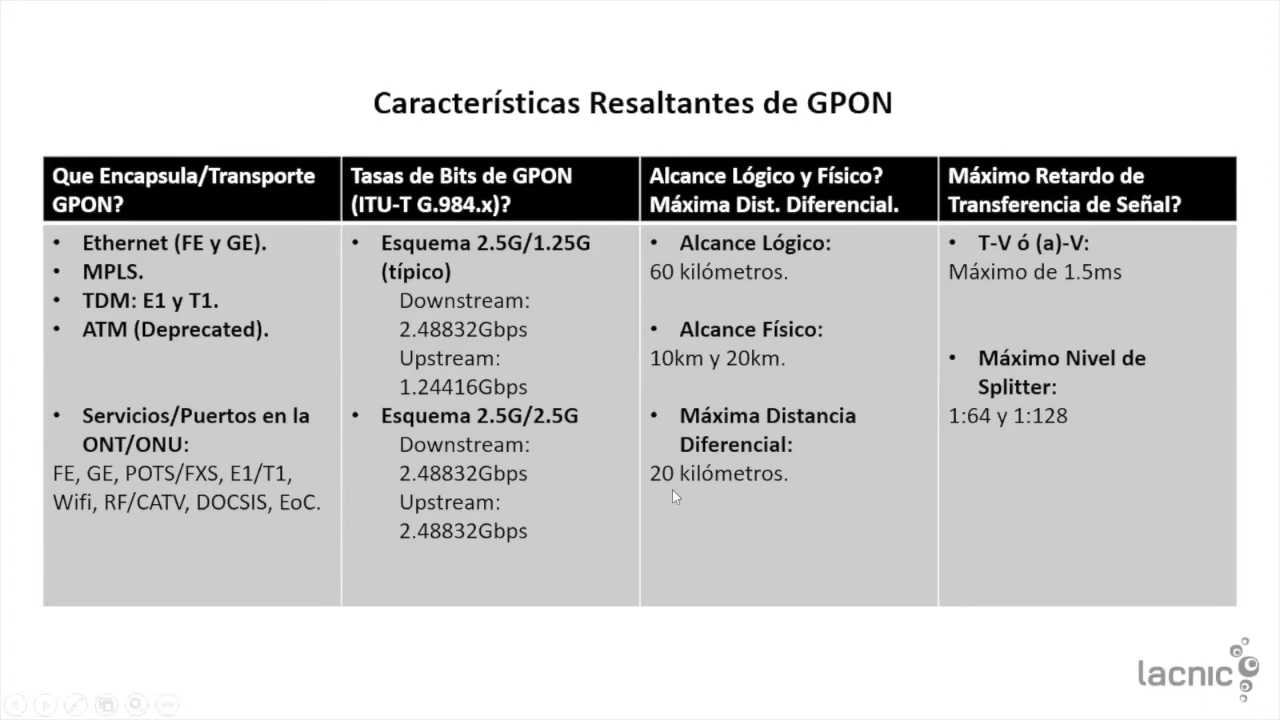 Características Resaltantes de GPON
Que Encapsula/Transporte
GPON?
• Ethernet (FE y GE).
• MPLS.
• TDM: E1 y T1.
• ATM (Deprecated).
• Servicios/Puertos en la
ONT/ONU:
FE, GE, POTS/FXS, E1/T1,
Wifi, RF/CATV, DOCSIS, EoC.
Tasas de Bits de GPON
(ITU-T G.984.x)?
• Esquema 2.5G/1.25G
(típico)
Downstream:
2.48832Gbps
Upstream:
1.24416Gbps
• Esquema 2.5G/2.5G
Downstream:
2.48832Gbps
Upstream:
2.48832Gbps
Alcance Lógico y Físico?
Máxima Dist. Diferencial.
• Alcance Lógico:
60 kilómetros.
• Alcance Físico:
10km y 20km.
• Máxima Distancia
Diferencial:
20 kilómetros.
Máximo Retardo de
Transferencia de Señal?
• T-V ó (a)-V:
Máximo de 1.5ms
• Máximo Nivel de
Splitter:
1:64 y 1:128
lacnic